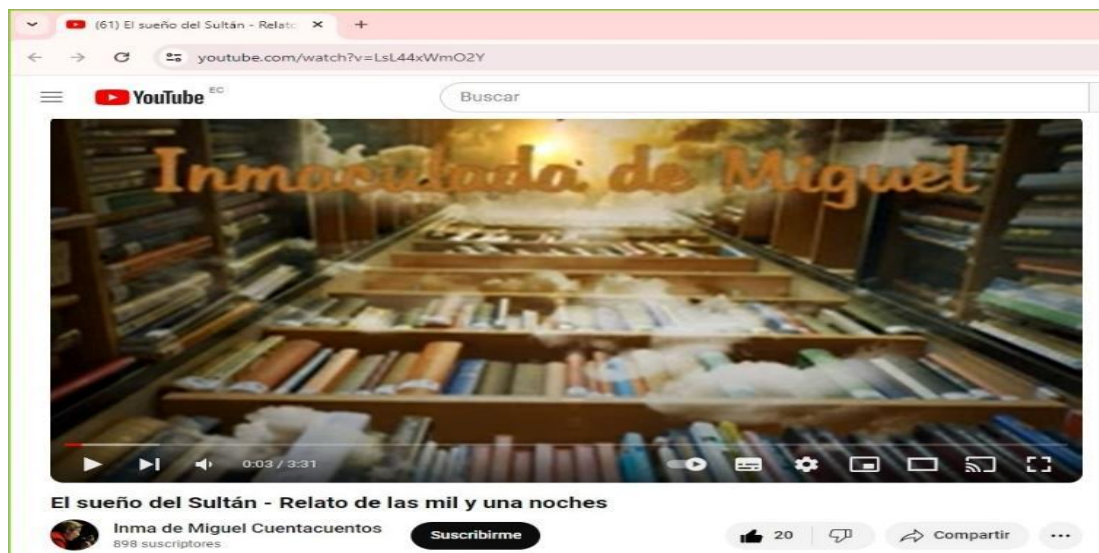 (61) El sueño del Sultán - Relato
youtube.com/watch?v=LsL44xWmO2Y
YouTube EC
Buscar
Inmaculada de Miguel
0:03 / 3:31
El sueño del Sultán - Relato de las mil y una noches
Inma de Miguel Cuentacuentos
898 suscriptores
Suscribirme
20
Compartir